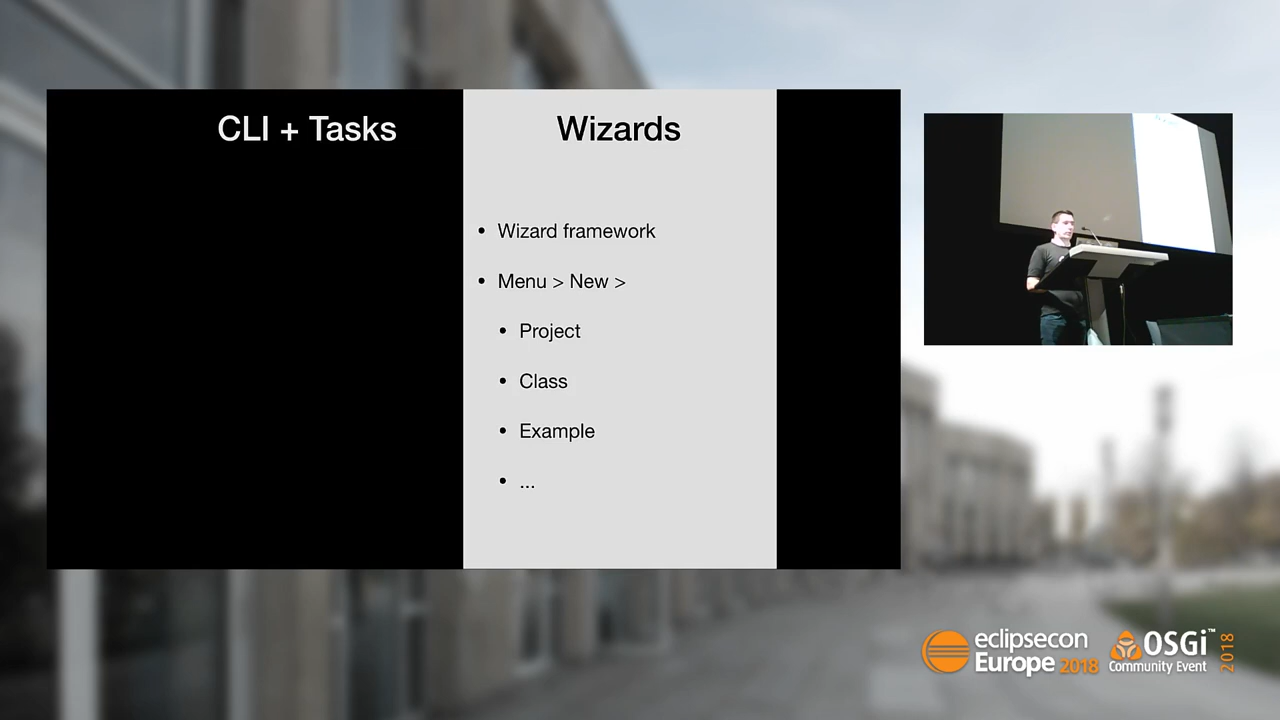 CLI + Tasks
Wizards
• Wizard framework
• Menu > New >
• Project
• Class
• Example
• ...
eclipsecon
Europe 2018
OSGi™
Community Event
2018